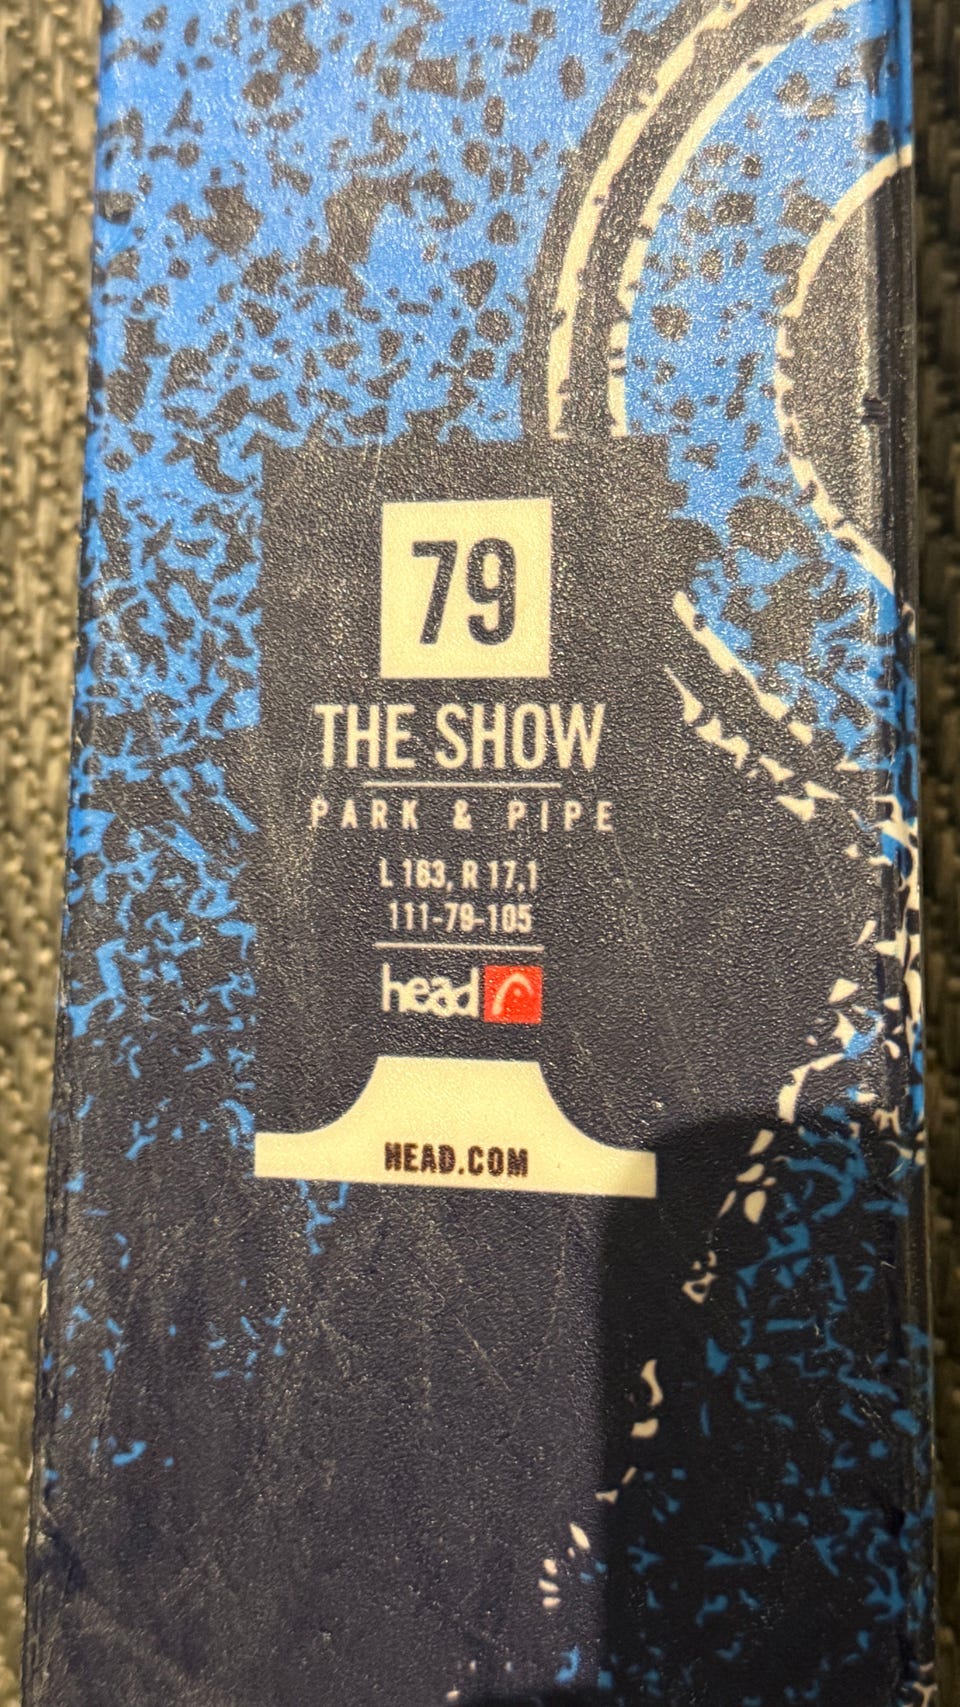 79
THE SHOW
PARK & PIPE
L 163, R 17,1
111-79-105
head
HEAD.COM